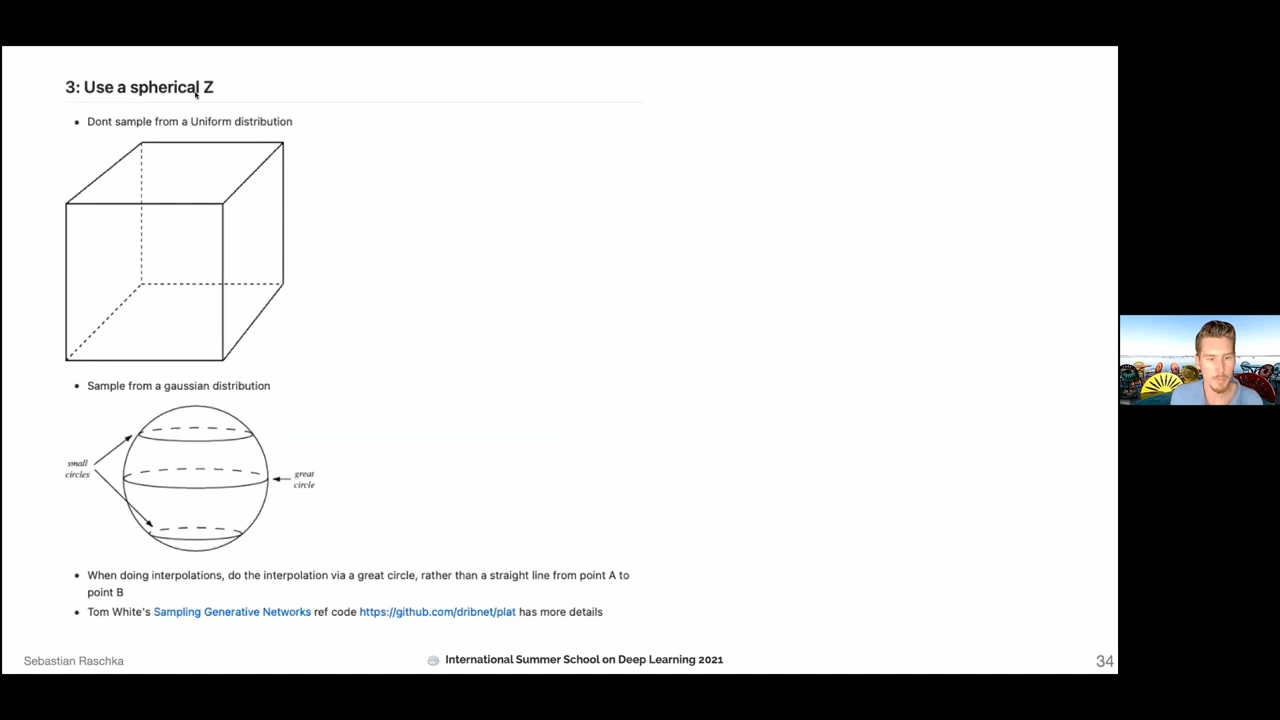 3: Use a spherical Z
Dont sample from a Uniform distribution
Sample from a gaussian distribution
small
circles
great
circle
When doing interpolations, do the interpolation via a great circle, rather than a straight line from point A to
point B
Tom White's Sampling Generative Networks ref code https://github.com/dribnet/plat has more details
Sebastian Raschka
International Summer School on Deep Learning 2021
34